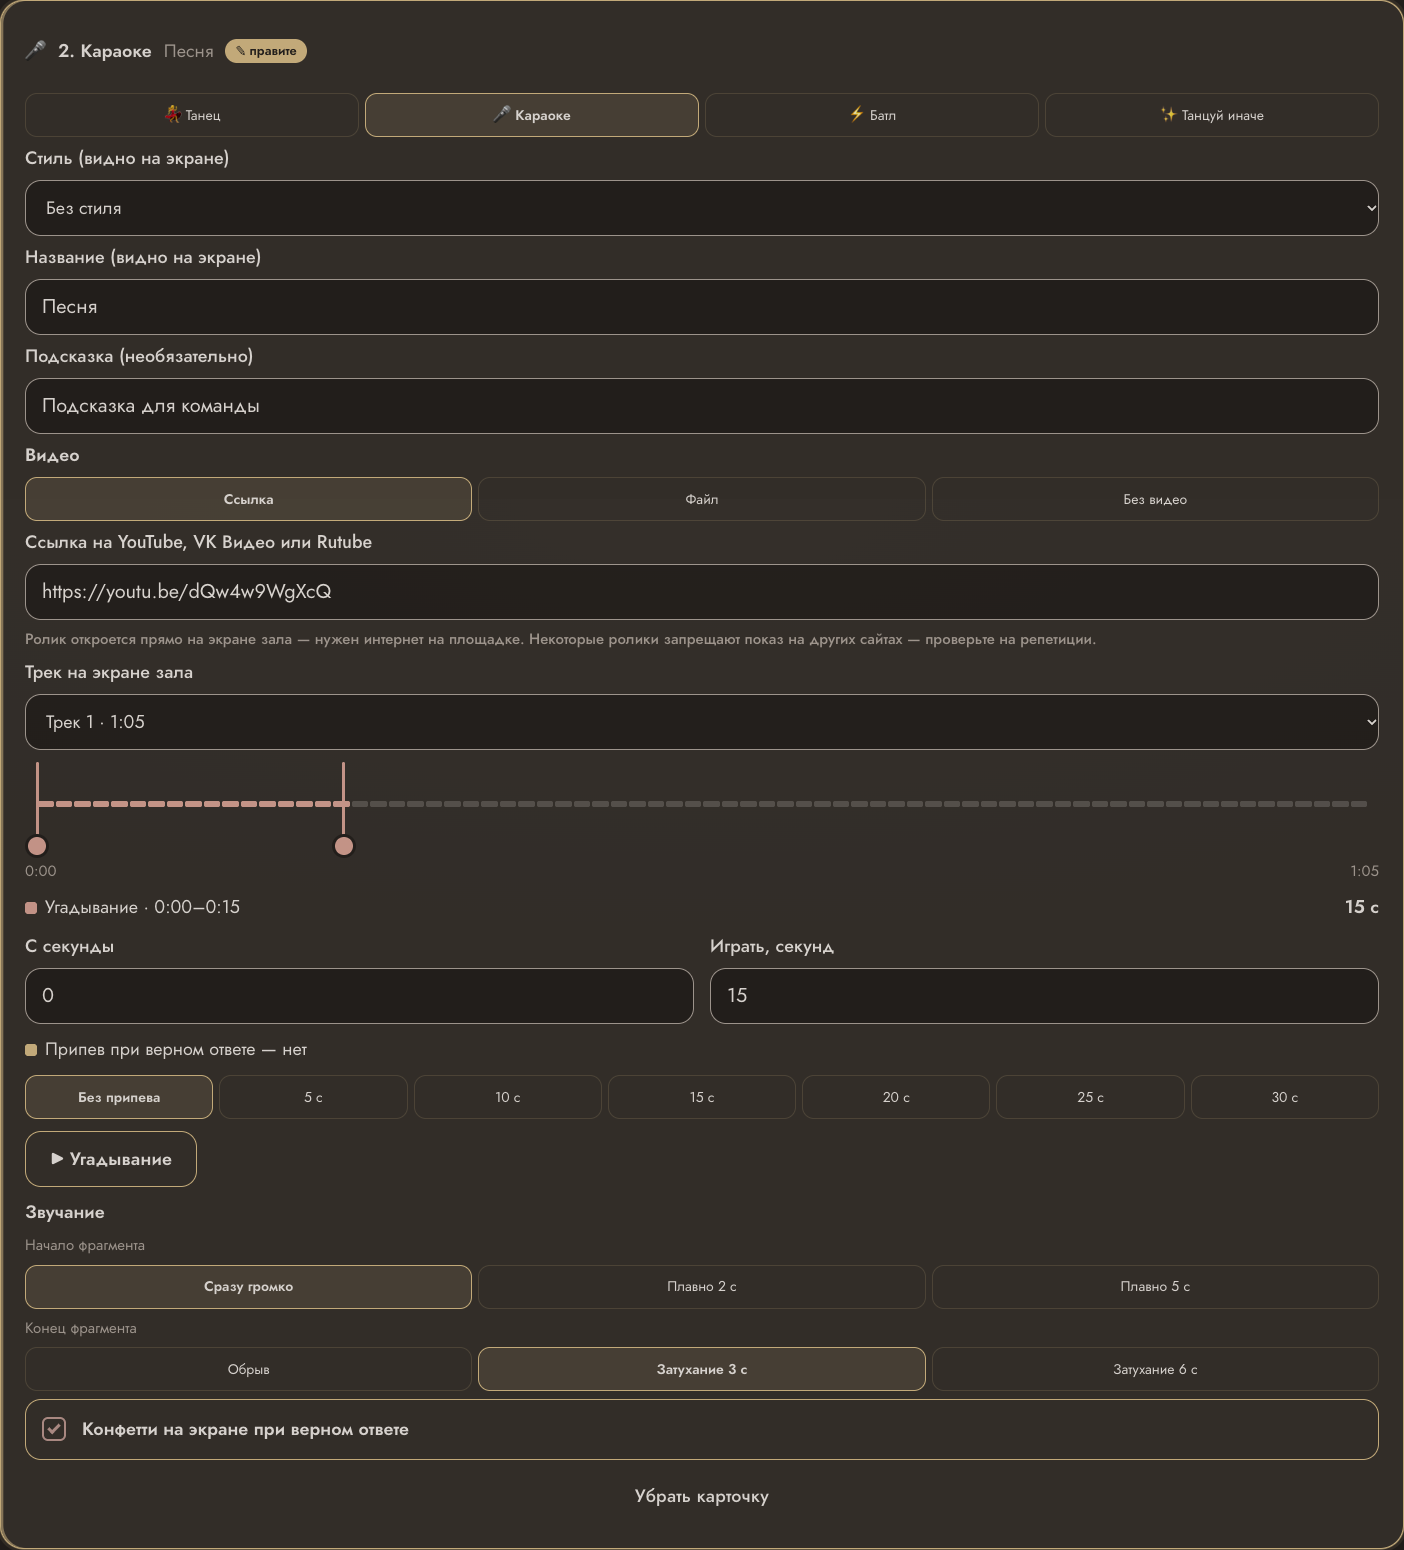 2. Караоке Песня ✎ правите
Танец
Караоке
Батл
Танцуй иначе
Стиль (видно на экране)
Без стиля
Название (видно на экране)
Песня
Подсказка (необязательно)
Подсказка для команды
Видео
Ссылка
Файл
Без видео
Ссылка на YouTube, VK Видео или Rutube
https://youtu.be/dQw4w9WgXcQ
Ролик откроется прямо на экране зала — нужен интернет на площадке. Некоторые ролики запрещают показ на других сайтах — проверьте на репетиции.
Трек на экране зала
Трек 1 · 1:05
0:00
1:05
Угадывание · 0:00–0:15
15 с
С секунды
Играть, секунд
0
15
Припев при верном ответе — нет
Без припева
5 с
10 с
15 с
20 с
25 с
30 с
▶ Угадывание
Звучание
Начало фрагмента
Сразу громко
Плавно 2 с
Плавно 5 с
Конец фрагмента
Обрыв
Затухание 3 с
Затухание 6 с
Конфетти на экране при верном ответе
Убрать карточку